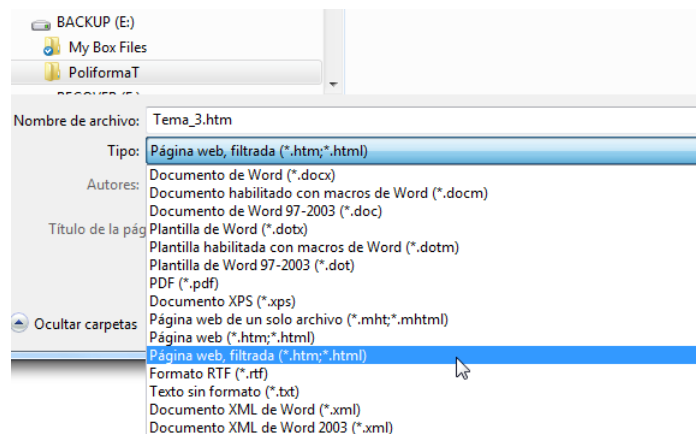 BACKUP (E:)
My Box Files
PoliformaT
Nombre de archivo: Tema_3.htm
Tipo: Página web, filtrada (*.htm;*.html)
Autores:
Título de la pág
Ocultar carpetas
Documento de Word (*.docx)
Documento habilitado con macros de Word (*.docm)
Documento de Word 97-2003 (*.doc)
Plantilla de Word (*.dotx)
Plantilla habilitada con macros de Word (*.dotm)
Plantilla de Word 97-2003 (*.dot)
PDF (*.pdf)
Documento XPS (*.xps)
Página web de un solo archivo (*.mht;*.mhtml)
Página web (*.htm;*.html)
Página web, filtrada (*.htm;*.html)
Formato RTF (*.rtf)
Texto sin formato (*.txt)
Documento XML de Word (*.xml)
Documento XML de Word 2003 (*.xml)